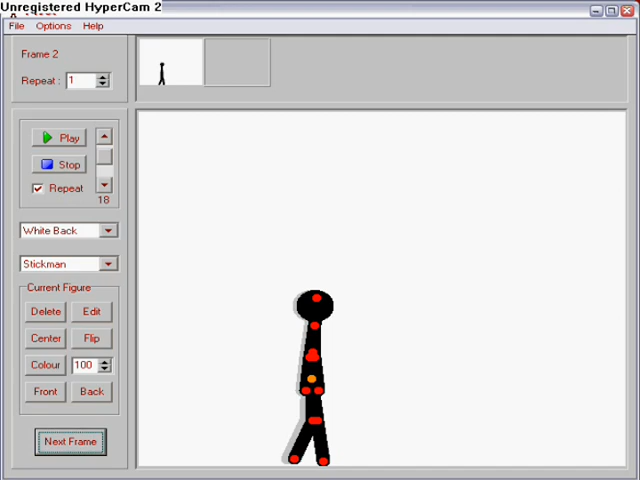 Unregistered HyperCam 2
File Options Help
Frame 2
Repeat : 1
Play
Stop
Repeat
18
White Back
Stickman
Current Figure
Delete Edit
Center Flip
Colour 100
Front Back
Next Frame